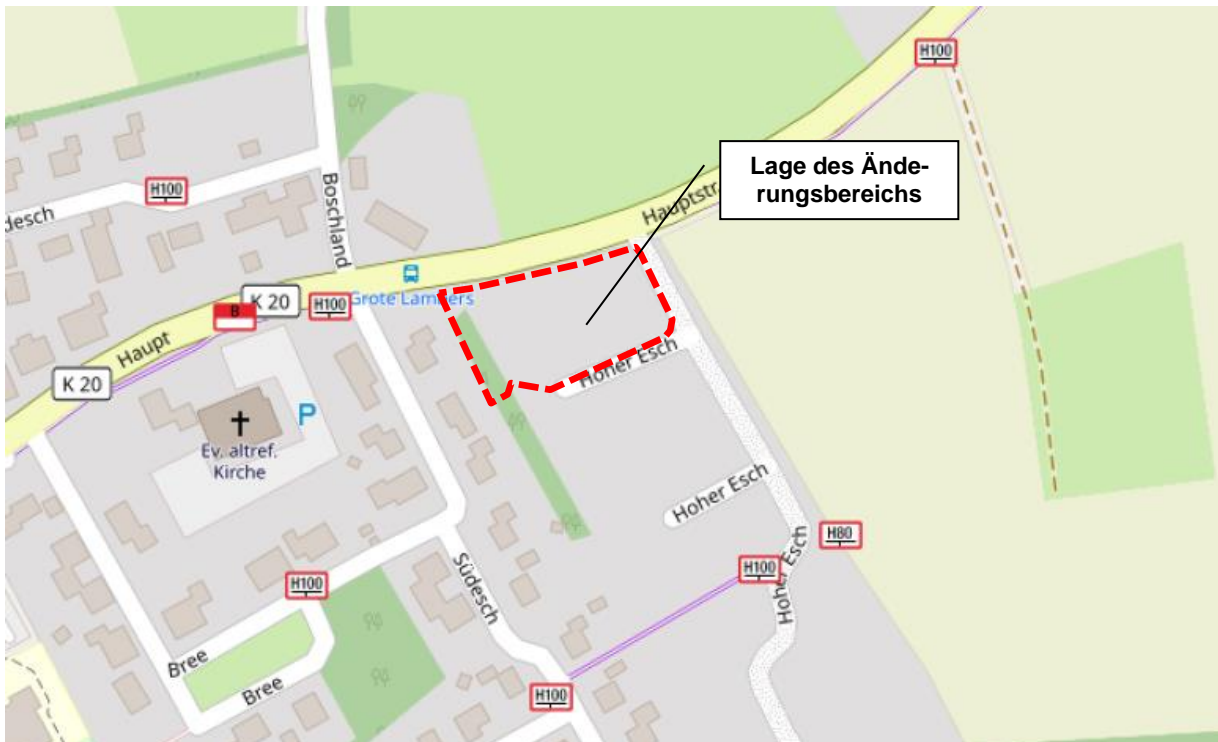 H100
Lage des Ände-
rungsbereichs
H100
desch
Boschland
Hauptstr
Grote Lambers
K 20
H100
B
Haupt
K 20
Hoher Esch
P
Ev. altref.
Kirche
Hoher Esch
H80
Hoher Esch
H100
Südesch
H100
Bree
Bree
H100